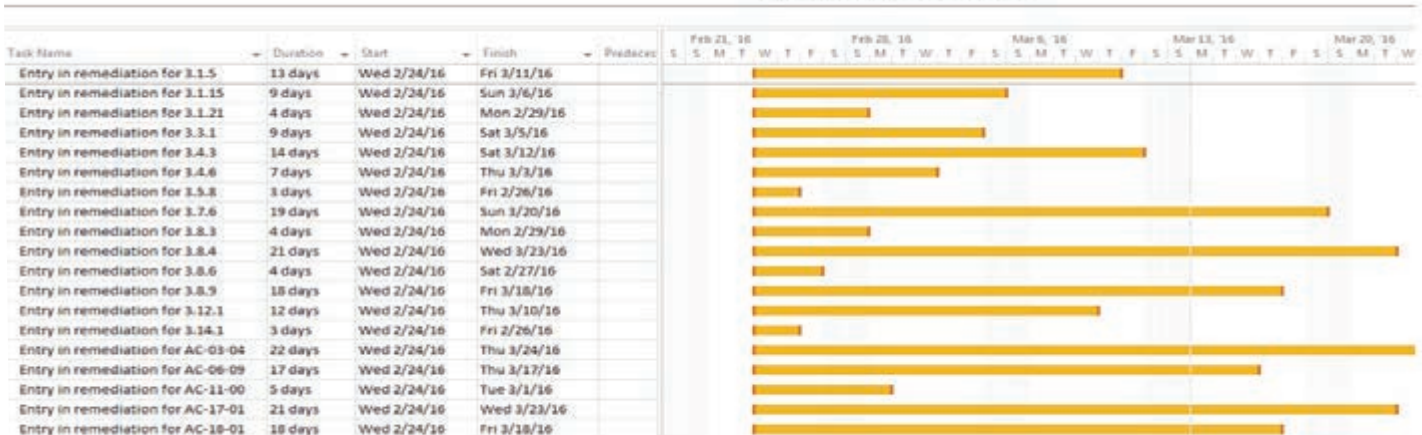 Feb 21, '16 Feb 28, '16 Mar 6, '16 Mar 13, '16 Mar 20, '16
Task Name Duration Start Finish Predeces S S M T W T F S S M T W T F S S M T W T F S S M T W T F S S M T W
Entry in remediation for 3.1.5 13 days Wed 2/24/16 Fri 3/11/16
Entry in remediation for 3.1.15 9 days Wed 2/24/16 Sun 3/6/16
Entry in remediation for 3.1.21 4 days Wed 2/24/16 Mon 2/29/16
Entry in remediation for 3.3.1 9 days Wed 2/24/16 Sat 3/5/16
Entry in remediation for 3.4.3 14 days Wed 2/24/16 Sat 3/12/16
Entry in remediation for 3.4.6 7 days Wed 2/24/16 Thu 3/3/16
Entry in remediation for 3.5.8 3 days Wed 2/24/16 Fri 2/26/16
Entry in remediation for 3.7.6 19 days Wed 2/24/16 Sun 3/20/16
Entry in remediation for 3.8.3 4 days Wed 2/24/16 Mon 2/29/16
Entry in remediation for 3.8.4 21 days Wed 2/24/16 Wed 3/23/16
Entry in remediation for 3.8.6 4 days Wed 2/24/16 Sat 2/27/16
Entry in remediation for 3.8.9 18 days Wed 2/24/16 Fri 3/18/16
Entry in remediation for 3.12.1 12 days Wed 2/24/16 Thu 3/10/16
Entry in remediation for 3.14.1 3 days Wed 2/24/16 Fri 2/26/16
Entry in remediation for AC-03-04 22 days Wed 2/24/16 Thu 3/24/16
Entry in remediation for AC-06-09 17 days Wed 2/24/16 Thu 3/17/16
Entry in remediation for AC-11-00 5 days Wed 2/24/16 Tue 3/1/16
Entry in remediation for AC-17-01 21 days Wed 2/24/16 Wed 3/23/16
Entry in remediation for AC-18-01 18 days Wed 2/24/16 Fri 3/18/16